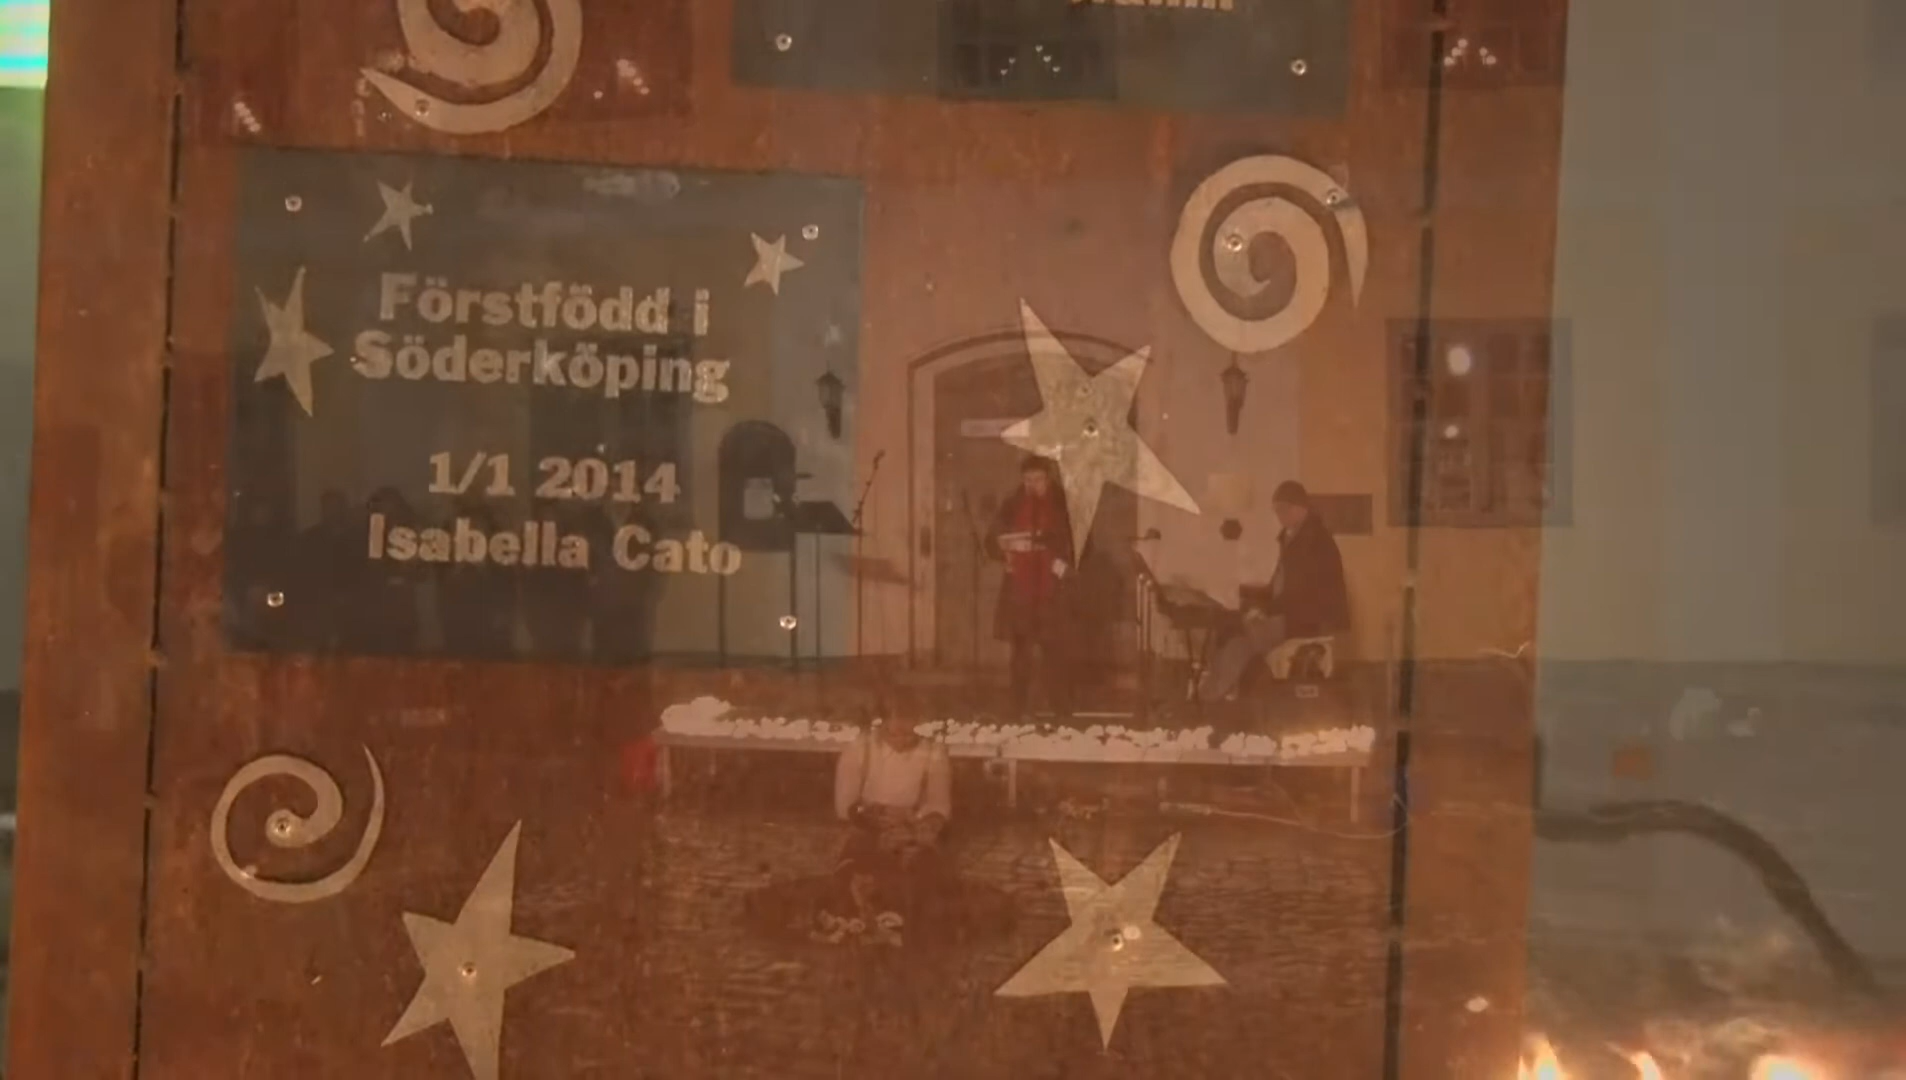 Förstfödd i
Söderköping
1/1 2014
Isabella Cato